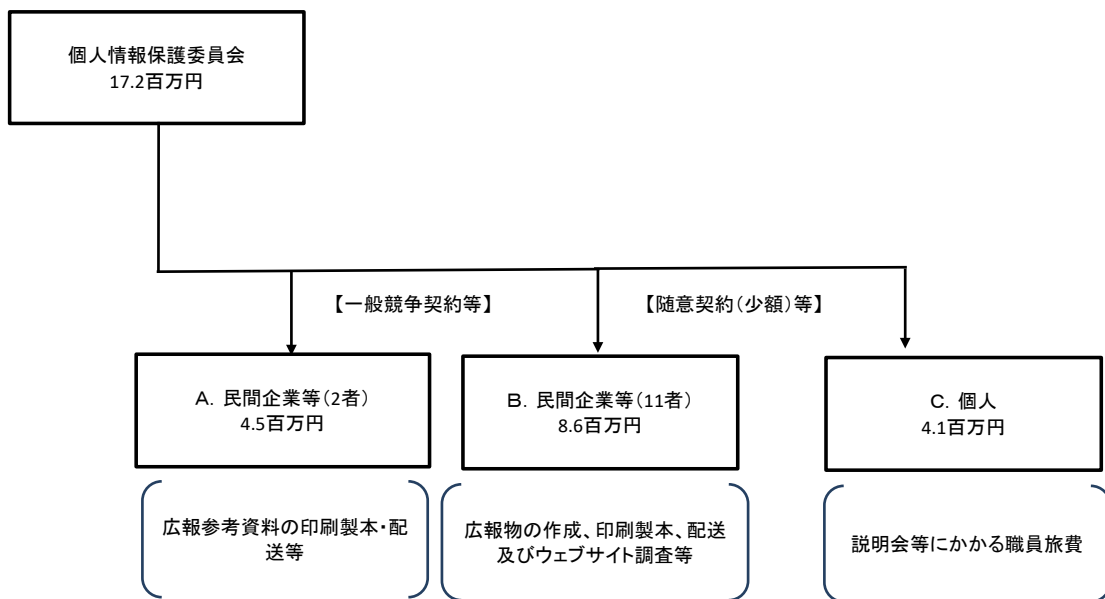 個人情報保護委員会
17.2百万円
【一般競争契約等】
【随意契約（少額）等】
A．民間企業等（2者）
4.5百万円
B．民間企業等（11者）
8.6百万円
C．個人
4.1百万円
広報参考資料の印刷製本・配
送等
広報物の作成、印刷製本、配送
及びウェブサイト調査等
説明会等にかかる職員旅費